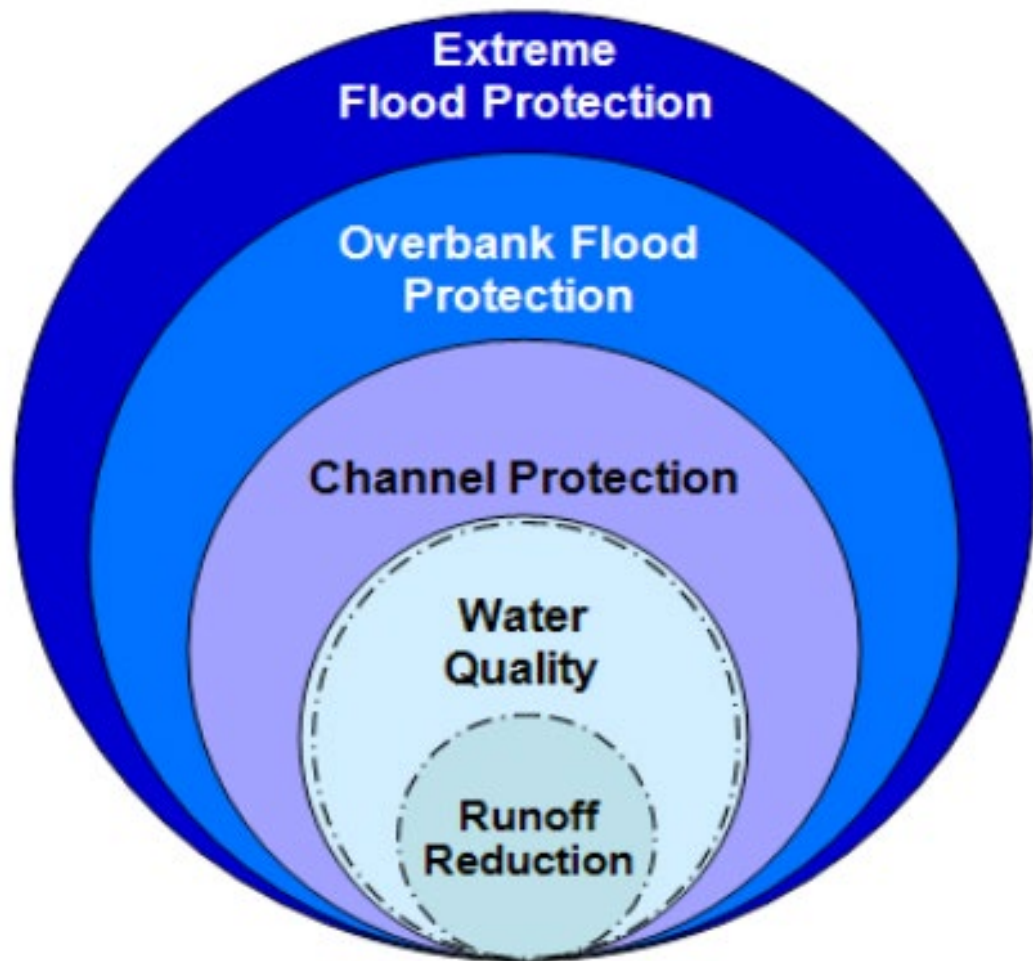 Extreme
Flood Protection
Overbank Flood
Protection
Channel Protection
Water
Quality
Runoff
Reduction